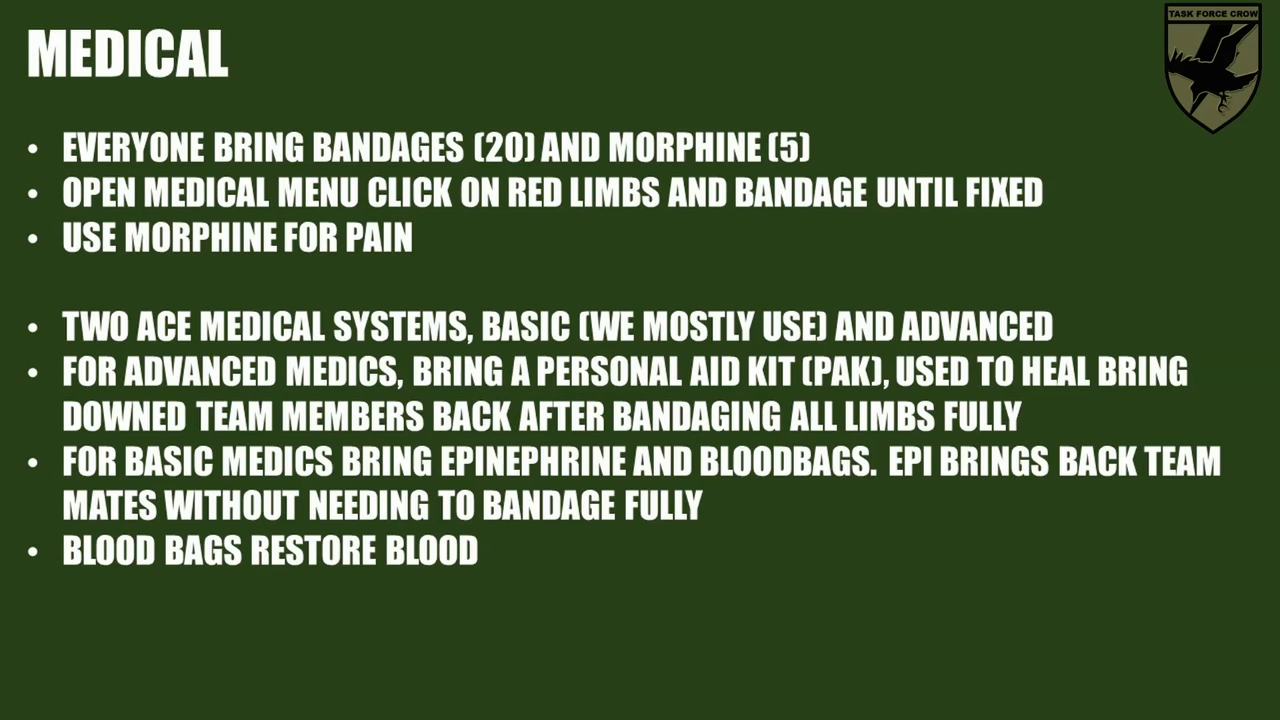 TASK FORCE CROW
MEDICAL
• EVERYONE BRING BANDAGES (20) AND MORPHINE (5)
• OPEN MEDICAL MENU CLICK ON RED LIMBS AND BANDAGE UNTIL FIXED
• USE MORPHINE FOR PAIN
• TWO ACE MEDICAL SYSTEMS, BASIC (WE MOSTLY USE) AND ADVANCED
• FOR ADVANCED MEDICS, BRING A PERSONAL AID KIT (PAK), USED TO HEAL BRING
DOWNED TEAM MEMBERS BACK AFTER BANDAGING ALL LIMBS FULLY
• FOR BASIC MEDICS BRING EPINEPHRINE AND BLOODBAGS. EPI BRINGS BACK TEAM
MATES WITHOUT NEEDING TO BANDAGE FULLY
• BLOOD BAGS RESTORE BLOOD